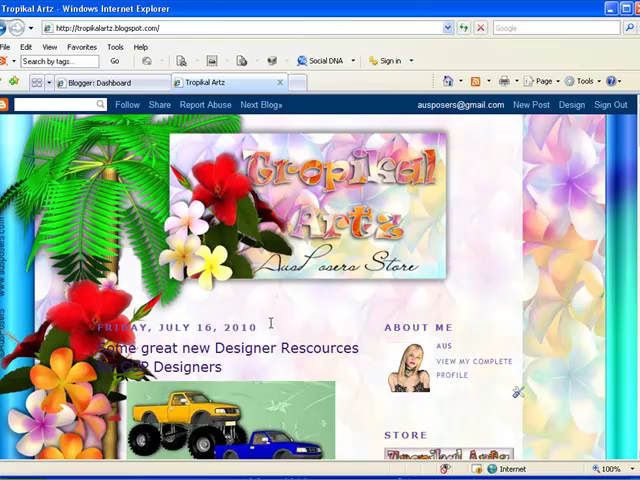 Tropikal Artz - Windows Internet Explorer
http://tropikalartz.blogspot.com/
Google
File Edit View Favorites Tools Help
Search by tags... Go Social DNA Sign in
Blogger: Dashboard Tropikal Artz Page Tools
Follow Share Report Abuse Next Blog» ausposers@gmail.com New Post Design Sign Out
Tropikal
Artz
AusPosers Store
FRIDAY, JULY 16, 2010
Some great new Designer Rescources
Designers
ABOUT ME
AUS
VIEW MY COMPLETE
PROFILE
STORE
Tropikal Artz
Internet 100%